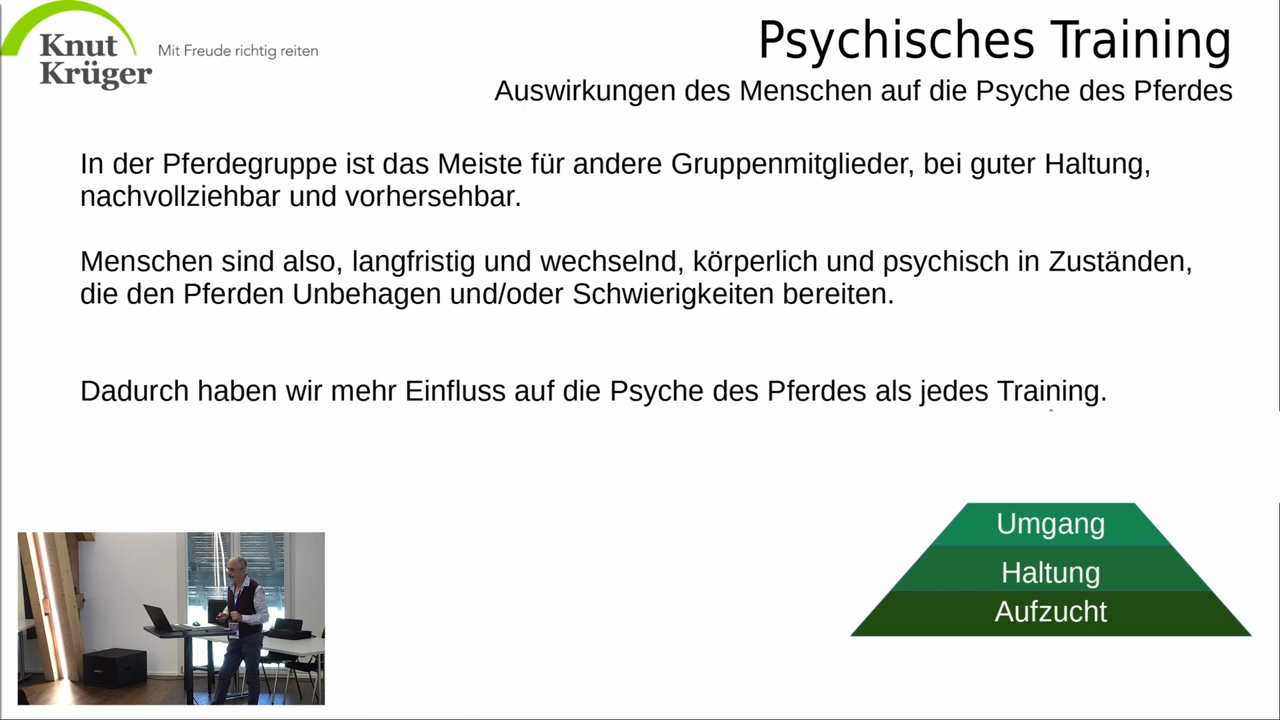 Knut
Krüger
Mit Freude richtig reiten
Psychisches Training
Auswirkungen des Menschen auf die Psyche des Pferdes
In der Pferdegruppe ist das Meiste für andere Gruppenmitglieder, bei guter Haltung,
nachvollziehbar und vorhersehbar.
Menschen sind also, langfristig und wechselnd, körperlich und psychisch in Zuständen,
die den Pferden Unbehagen und/oder Schwierigkeiten bereiten.
Dadurch haben wir mehr Einfluss auf die Psyche des Pferdes als jedes Training.
Umgang
Haltung
Aufzucht